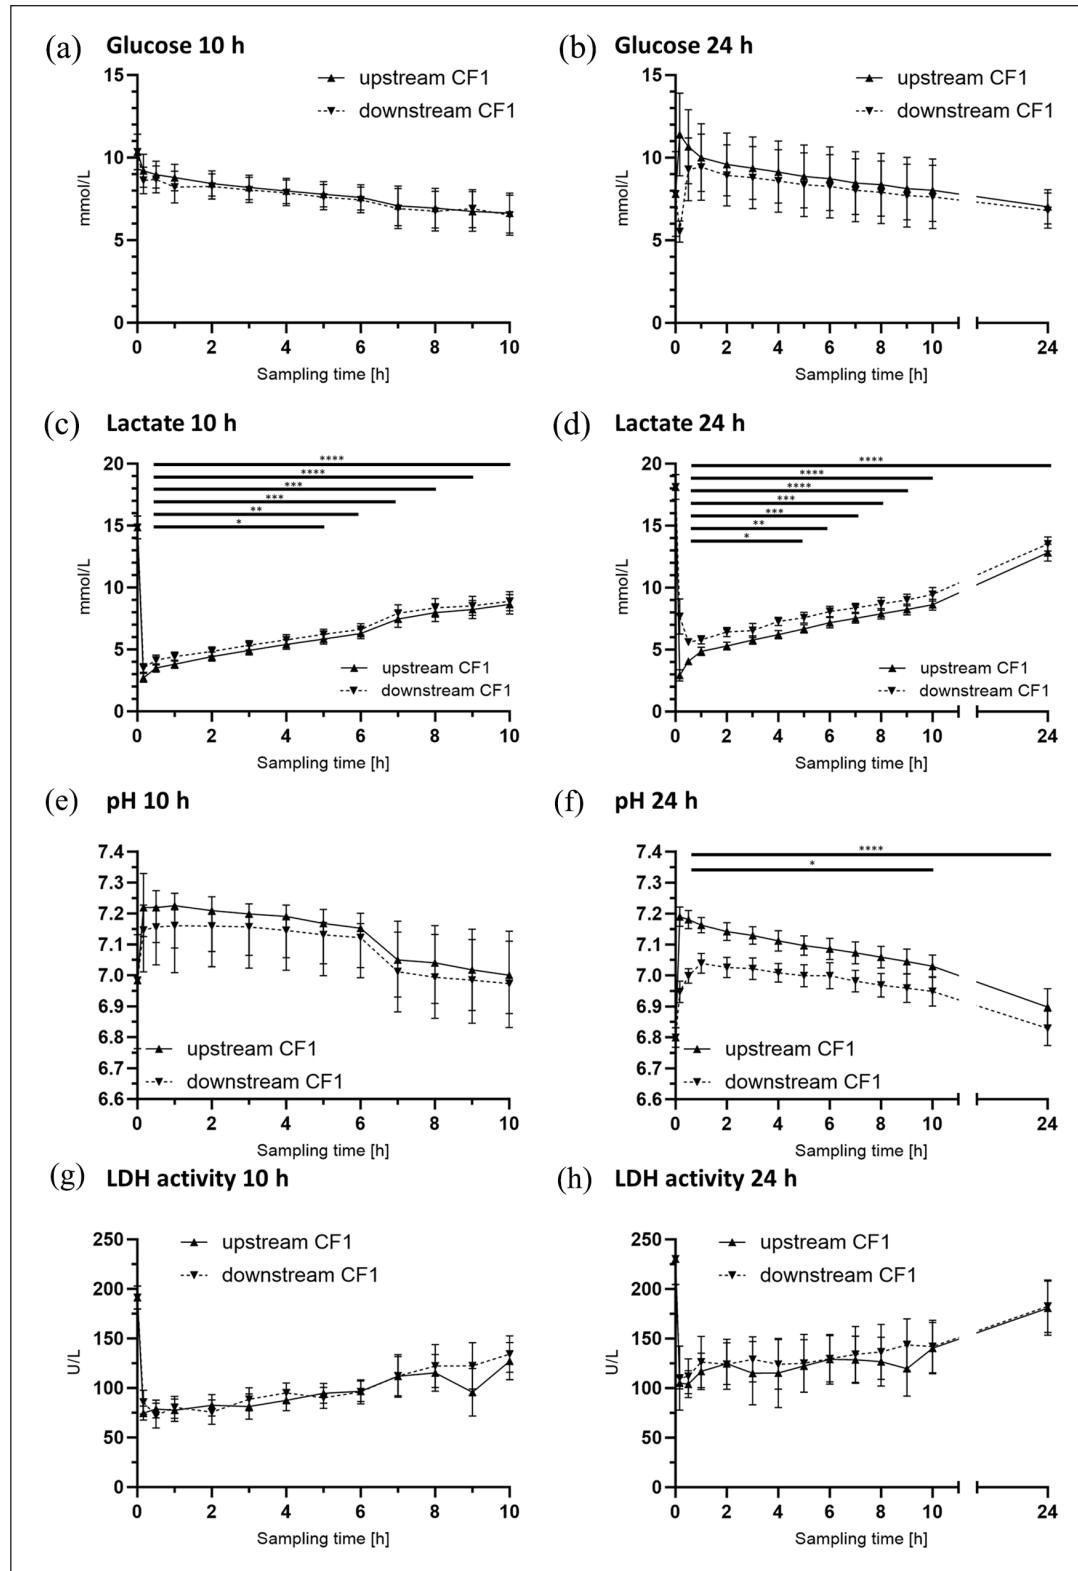 (a) Glucose 10 h
upstream CF1
downstream CF1
15
10
5
0
mmol/L
0 2 4 6 8 10
Sampling time [h]
(b) Glucose 24 h
upstream CF1
downstream CF1
15
10
5
0
mmol/L
0 2 4 6 8 10 24
Sampling time [h]
(c) Lactate 10 h
20
15
10
5
0
mmol/L
****
****
***
***
**
*
upstream CF1
downstream CF1
0 2 4 6 8 10
Sampling time [h]
(d) Lactate 24 h
20
15
10
5
0
mmol/L
****
****
****
***
***
**
*
upstream CF1
downstream CF1
0 2 4 6 8 10 24
Sampling time [h]
(e) pH 10 h
7.4
7.3
7.2
7.1
7.0
6.9
6.8
6.7
6.6
upstream CF1
downstream CF1
0 2 4 6 8 10
Sampling time [h]
(f) pH 24 h
7.4
7.3
7.2
7.1
7.0
6.9
6.8
6.7
6.6
****
*
upstream CF1
downstream CF1
0 2 4 6 8 10 24
Sampling time [h]
(g) LDH activity 10 h
250
200
150
100
50
0
U/L
upstream CF1
downstream CF1
0 2 4 6 8 10
Sampling time [h]
(h) LDH activity 24 h
250
200
150
100
50
0
U/L
upstream CF1
downstream CF1
0 2 4 6 8 10 24
Sampling time [h]